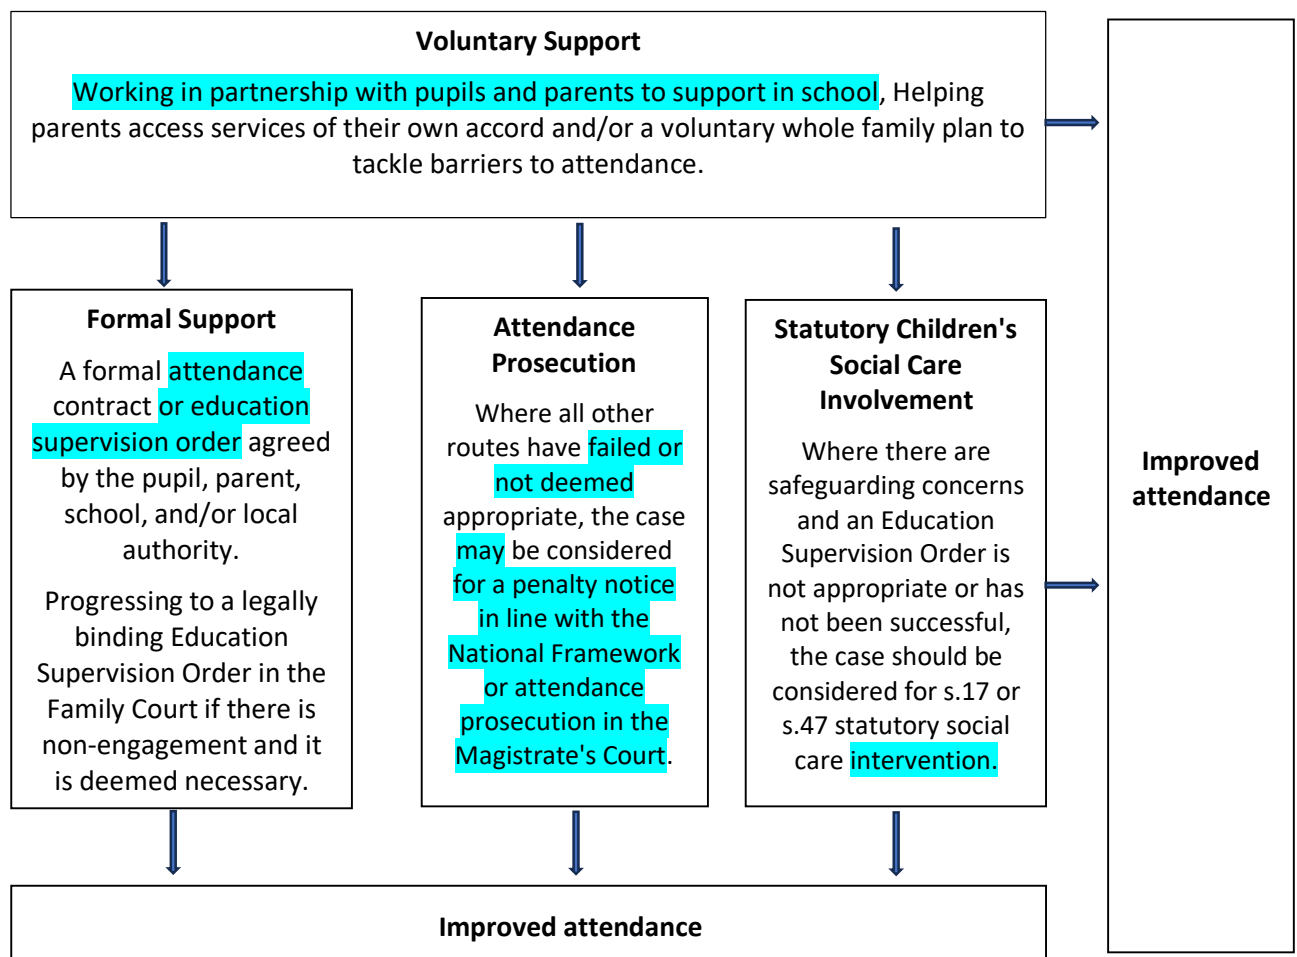 Voluntary Support
Working in partnership with pupils and parents to support in school, Helping
parents access services of their own accord and/or a voluntary whole family plan to
tackle barriers to attendance.
Formal Support
A formal attendance
contract or education
supervision order agreed
by the pupil, parent,
school, and/or local
authority.
Progressing to a legally
binding Education
Supervision Order in the
Family Court if there is
non-engagement and it
is deemed necessary.
Attendance
Prosecution
Where all other
routes have failed or
not deemed
appropriate, the case
may be considered
for a penalty notice
in line with the
National Framework
or attendance
prosecution in the
Magistrate's Court.
Statutory Children's
Social Care
Involvement
Where there are
safeguarding concerns
and an Education
Supervision Order is
not appropriate or has
not been successful,
the case should be
considered for s.17 or
s.47 statutory social
care intervention.
Improved
attendance
Improved attendance